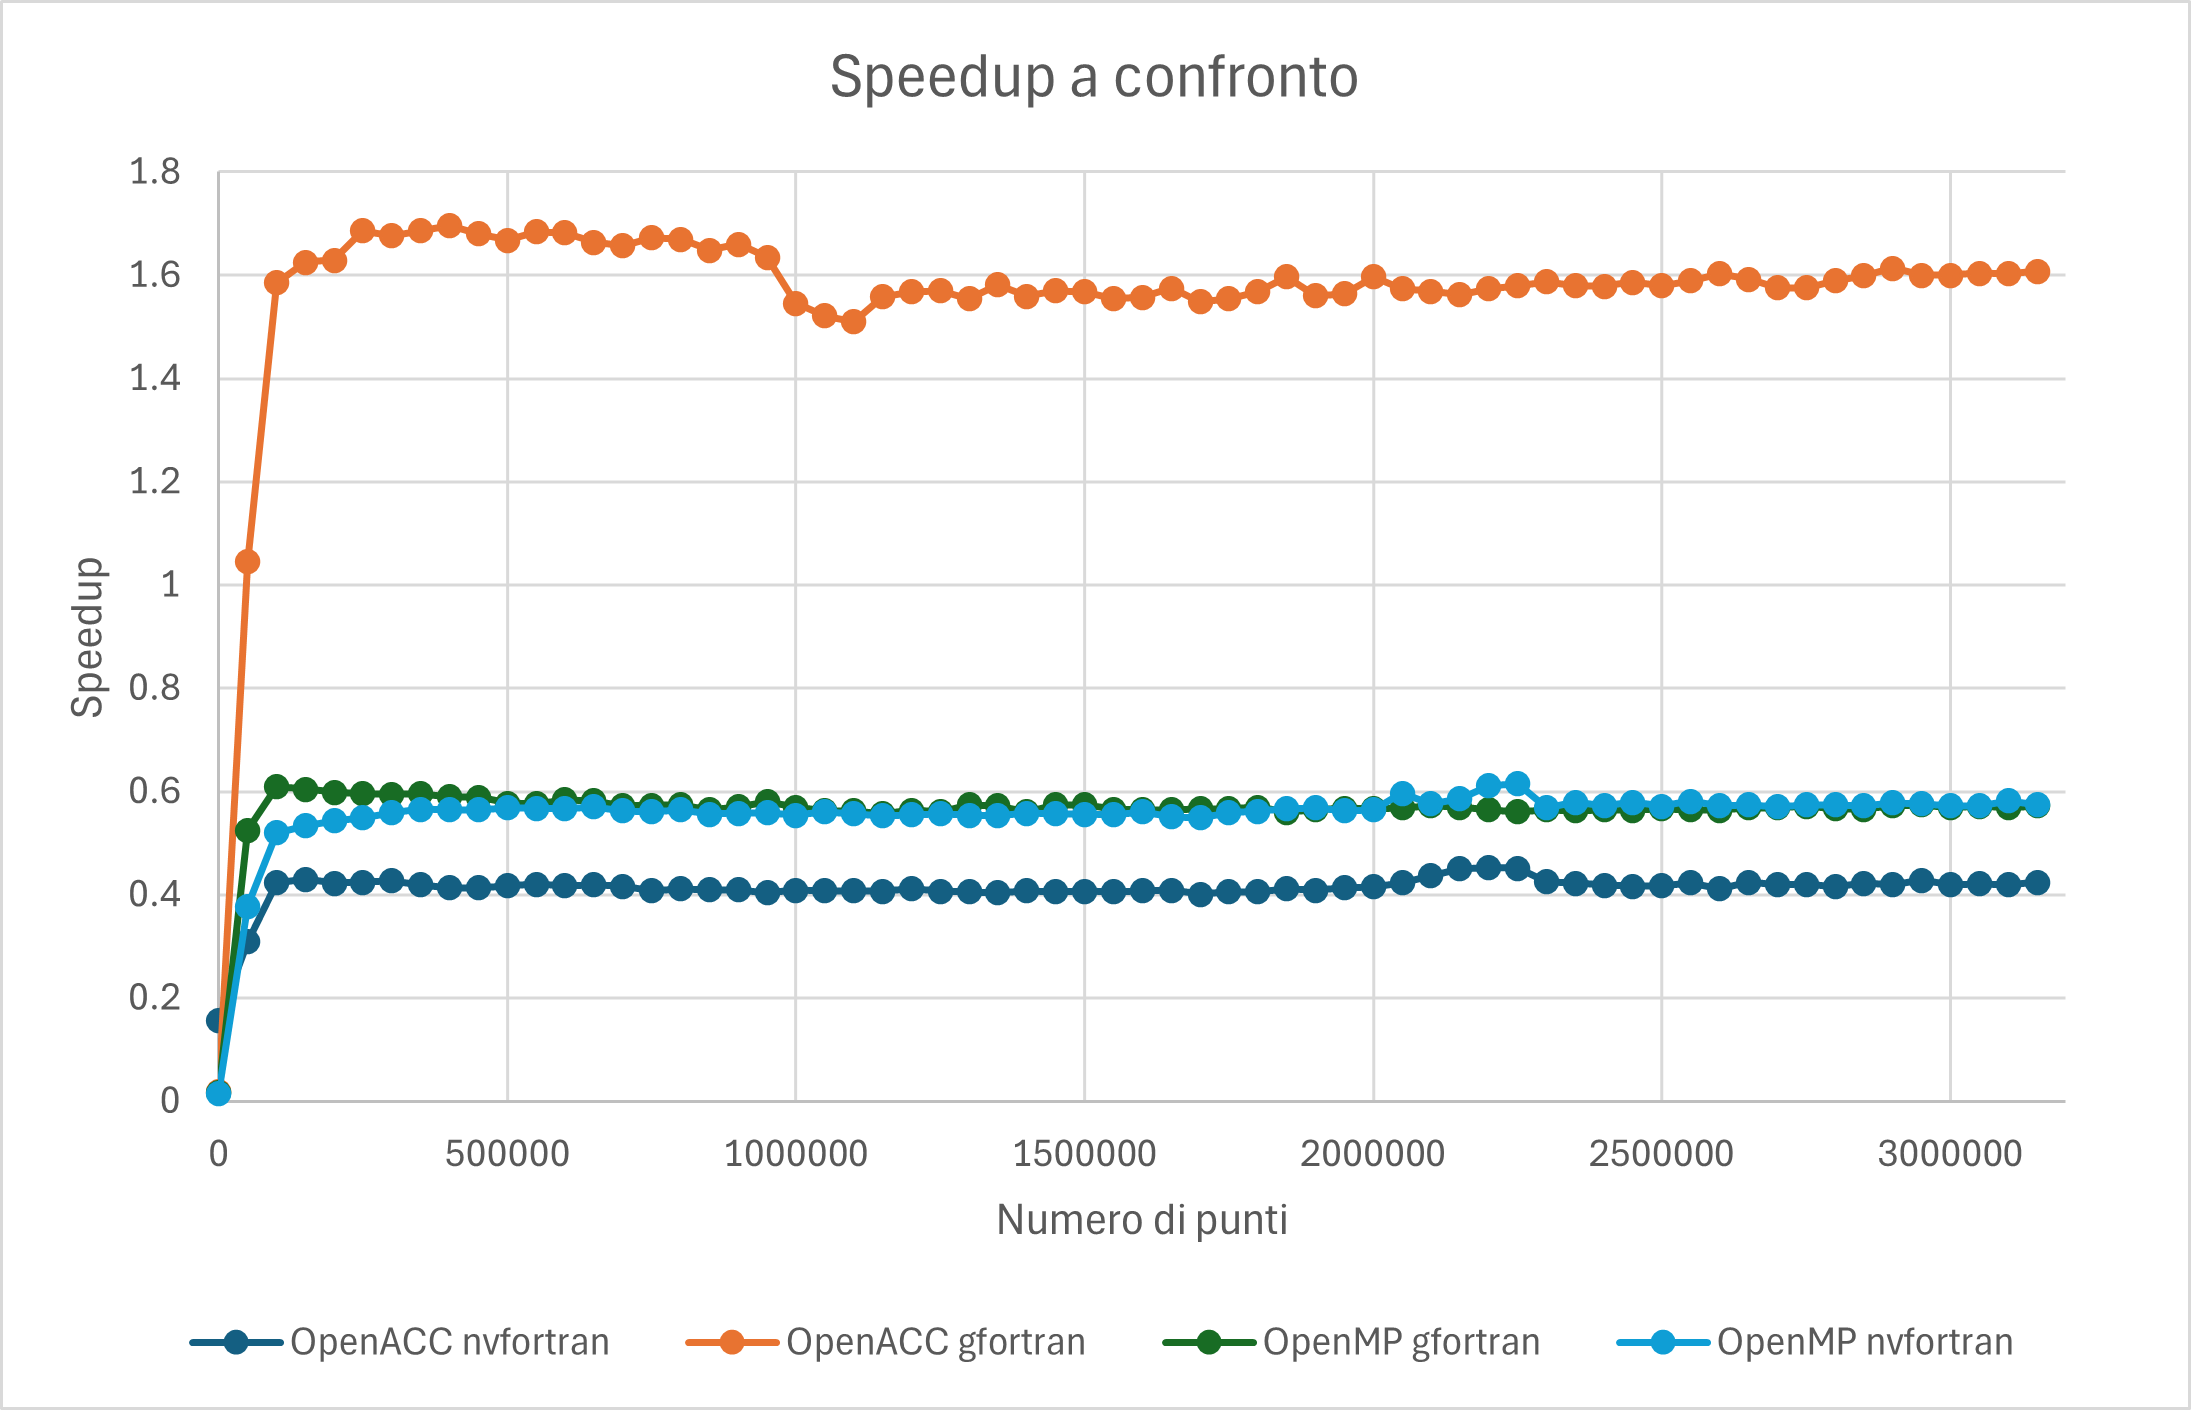 Speedup a confronto
1.8
1.6
1.4
1.2
1
0.8
0.6
0.4
0.2
0
Speedup
0 500000 1000000 1500000 2000000 2500000 3000000
Numero di punti
OpenACC nvfortran OpenACC gfortran OpenMP gfortran OpenMP nvfortran